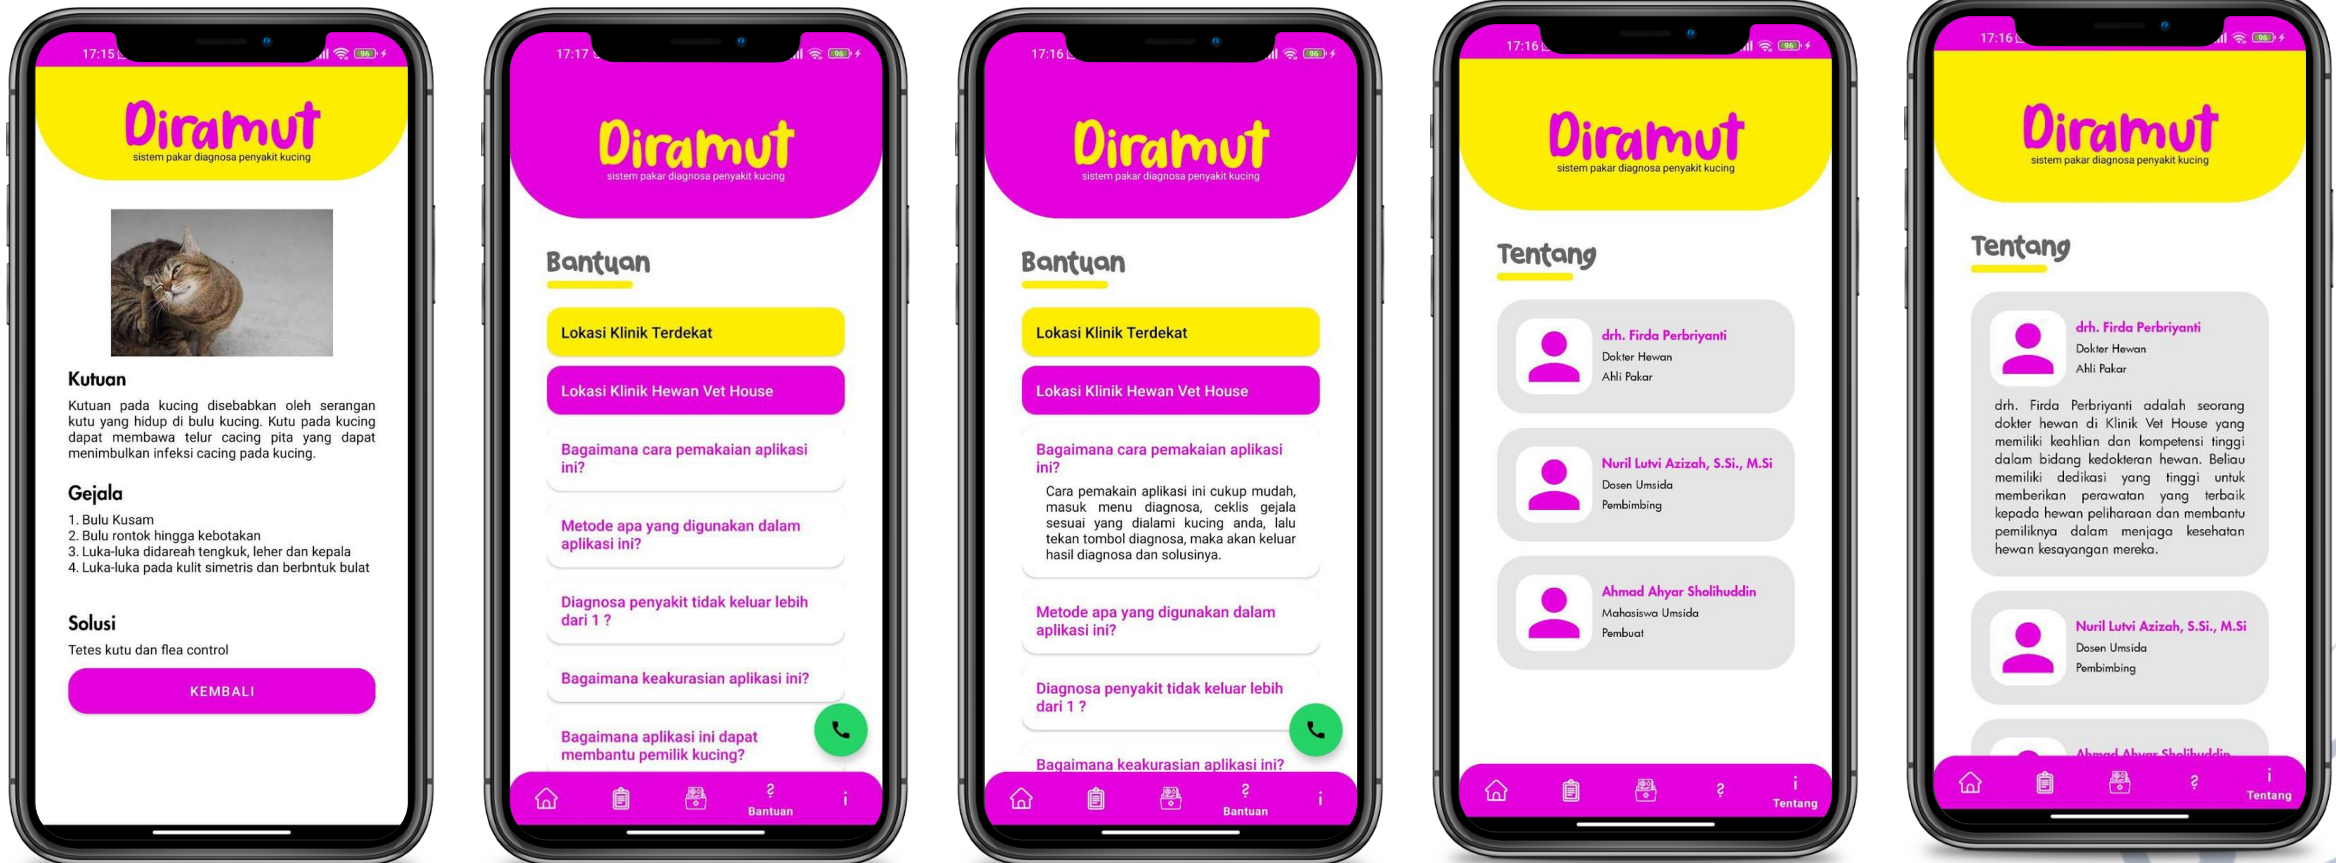 17:15
96
Diramut
sistem pakar diagnosa penyakit kucing
Kutuan
Kutuan pada kucing disebabkan oleh serangan
kutu yang hidup di bulu kucing. Kutu pada kucing
dapat membawa telur cacing pita yang dapat
menimbulkan infeksi cacing pada kucing.
Gejala
1. Bulu Kusam
2. Bulu rontok hingga kebotakan
3. Luka-luka didareah tengkuk, leher dan kepala
4. Luka-luka pada kulit simetris dan berbntuk bulat
Solusi
Tetes kutu dan flea control
KEMBALI
17:17
96
Diramut
sistem pakar diagnosa penyakit kucing
Bantuan
Lokasi Klinik Terdekat
Lokasi Klinik Hewan Vet House
Bagaimana cara pemakaian aplikasi
ini?
Metode apa yang digunakan dalam
aplikasi ini?
Diagnosa penyakit tidak keluar lebih
dari 1 ?
Bagaimana keakurasian aplikasi ini?
Bagaimana aplikasi ini dapat
membantu pemilik kucing?
?
i
Bantuan
17:16
96
Diramut
sistem pakar diagnosa penyakit kucing
Bantuan
Lokasi Klinik Terdekat
Lokasi Klinik Hewan Vet House
Bagaimana cara pemakaian aplikasi
ini?
Cara pemakain aplikasi ini cukup mudah,
masuk menu diagnosa, ceklis gejala
sesuai yang dialami kucing anda, lalu
tekan tombol diagnosa, maka akan keluar
hasil diagnosa dan solusinya.
Metode apa yang digunakan dalam
aplikasi ini?
Diagnosa penyakit tidak keluar lebih
dari 1 ?
Bagaimana keakurasian aplikasi ini?
?
i
Bantuan
17:16
96
Diramut
sistem pakar diagnosa penyakit kucing
Tentang
drh. Firda Perbriyanti
Dokter Hewan
Ahli Pakar
Nuril Lutvi Azizah, S.Si., M.Si
Dosen Umsida
Pembimbing
Ahmad Ahyar Sholihuddin
Mahasiswa Umsida
Pembuat
?
i
Tentang
17:16
96
Diramut
sistem pakar diagnosa penyakit kucing
Tentang
drh. Firda Perbriyanti
Dokter Hewan
Ahli Pakar
drh. Firda Perbriyanti adalah seorang
dokter hewan di Klinik Vet House yang
memiliki keahlian dan kompetensi tinggi
dalam bidang kedokteran hewan. Beliau
memiliki dedikasi yang tinggi untuk
memberikan perawatan yang terbaik
kepada hewan peliharaan dan membantu
pemiliknya dalam menjaga kesehatan
hewan kesayangan mereka.
Nuril Lutvi Azizah, S.Si., M.Si
Dosen Umsida
Pembimbing
Ahmad Ahyar Sholihuddin
?
i
Tentang